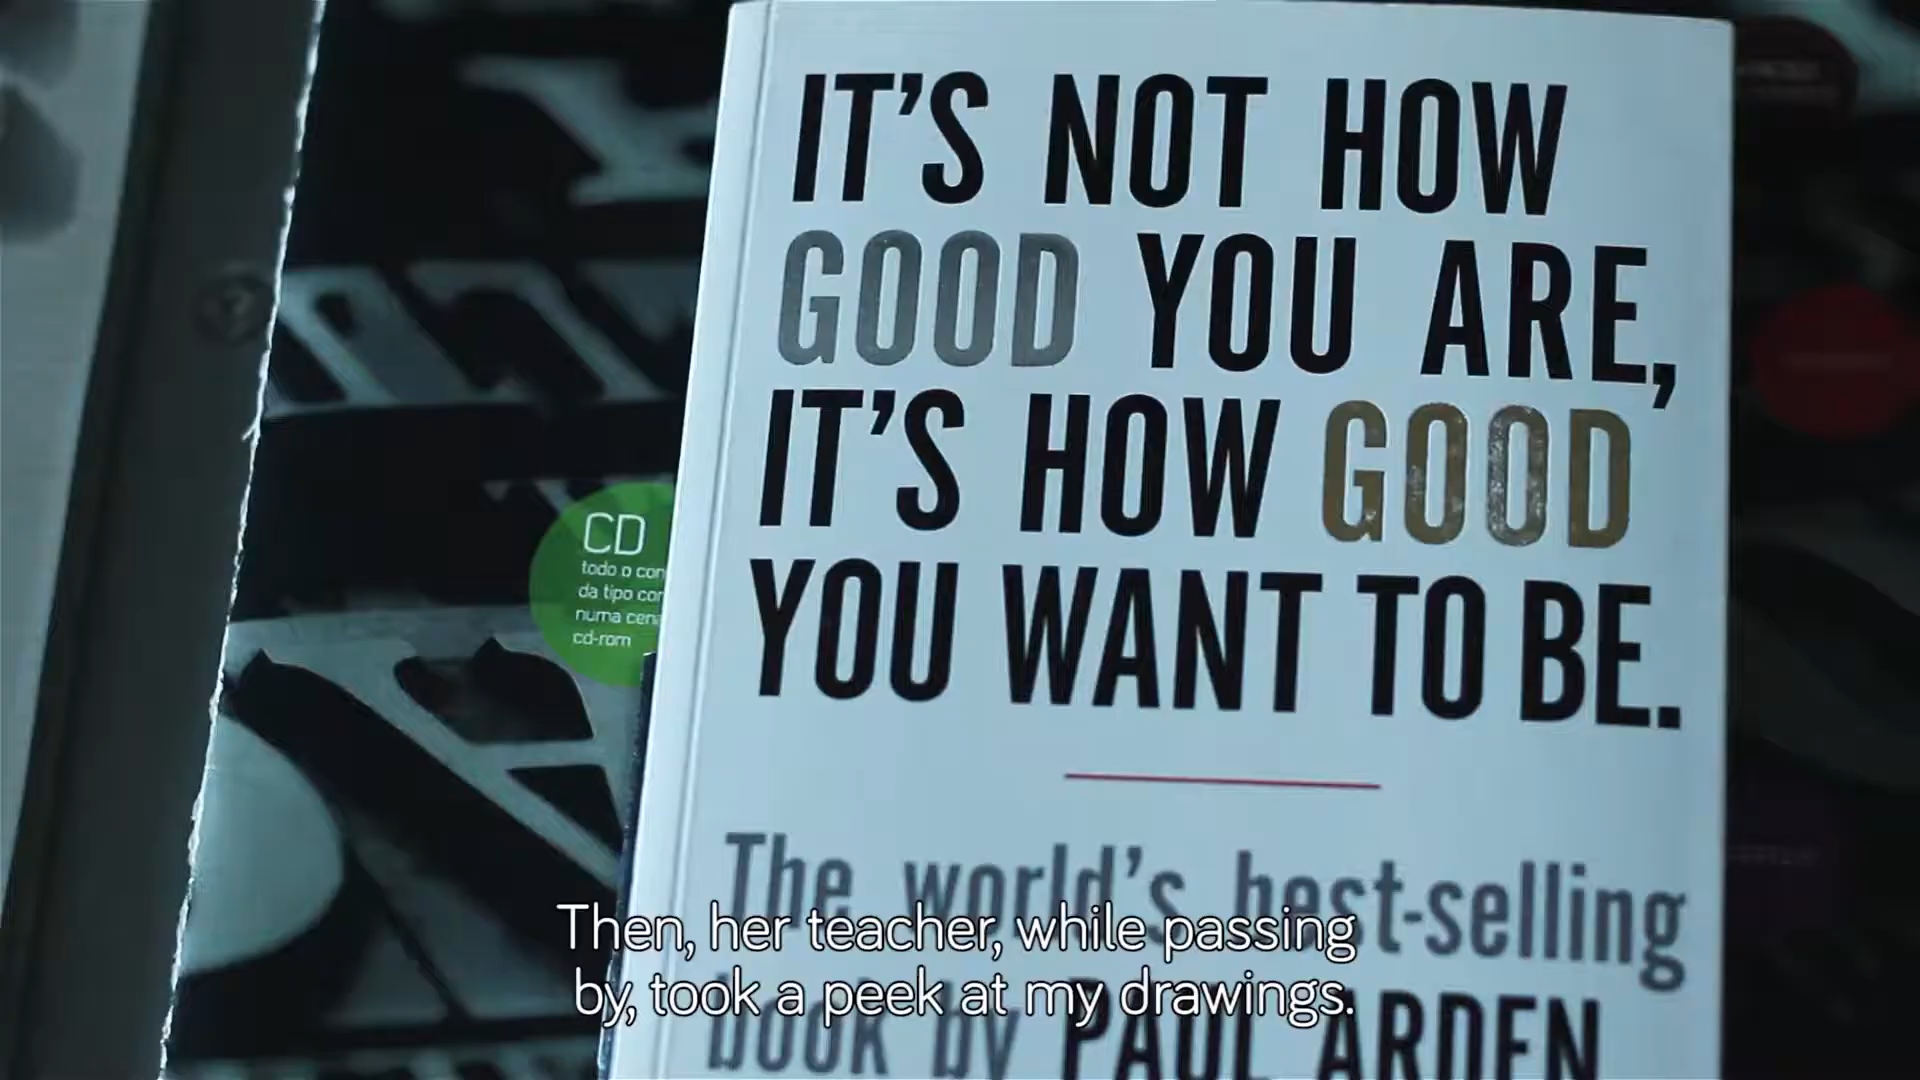 IT'S NOT HOW
GOOD YOU ARE,
IT'S HOW GOOD
YOU WANT TO BE.
The world's best-selling
book by PAUL ARDEN
CD
todo o con
da tipo con
numa cena
cd-rom
?
Then, her teacher, while passing
by, took a peek at my drawings.